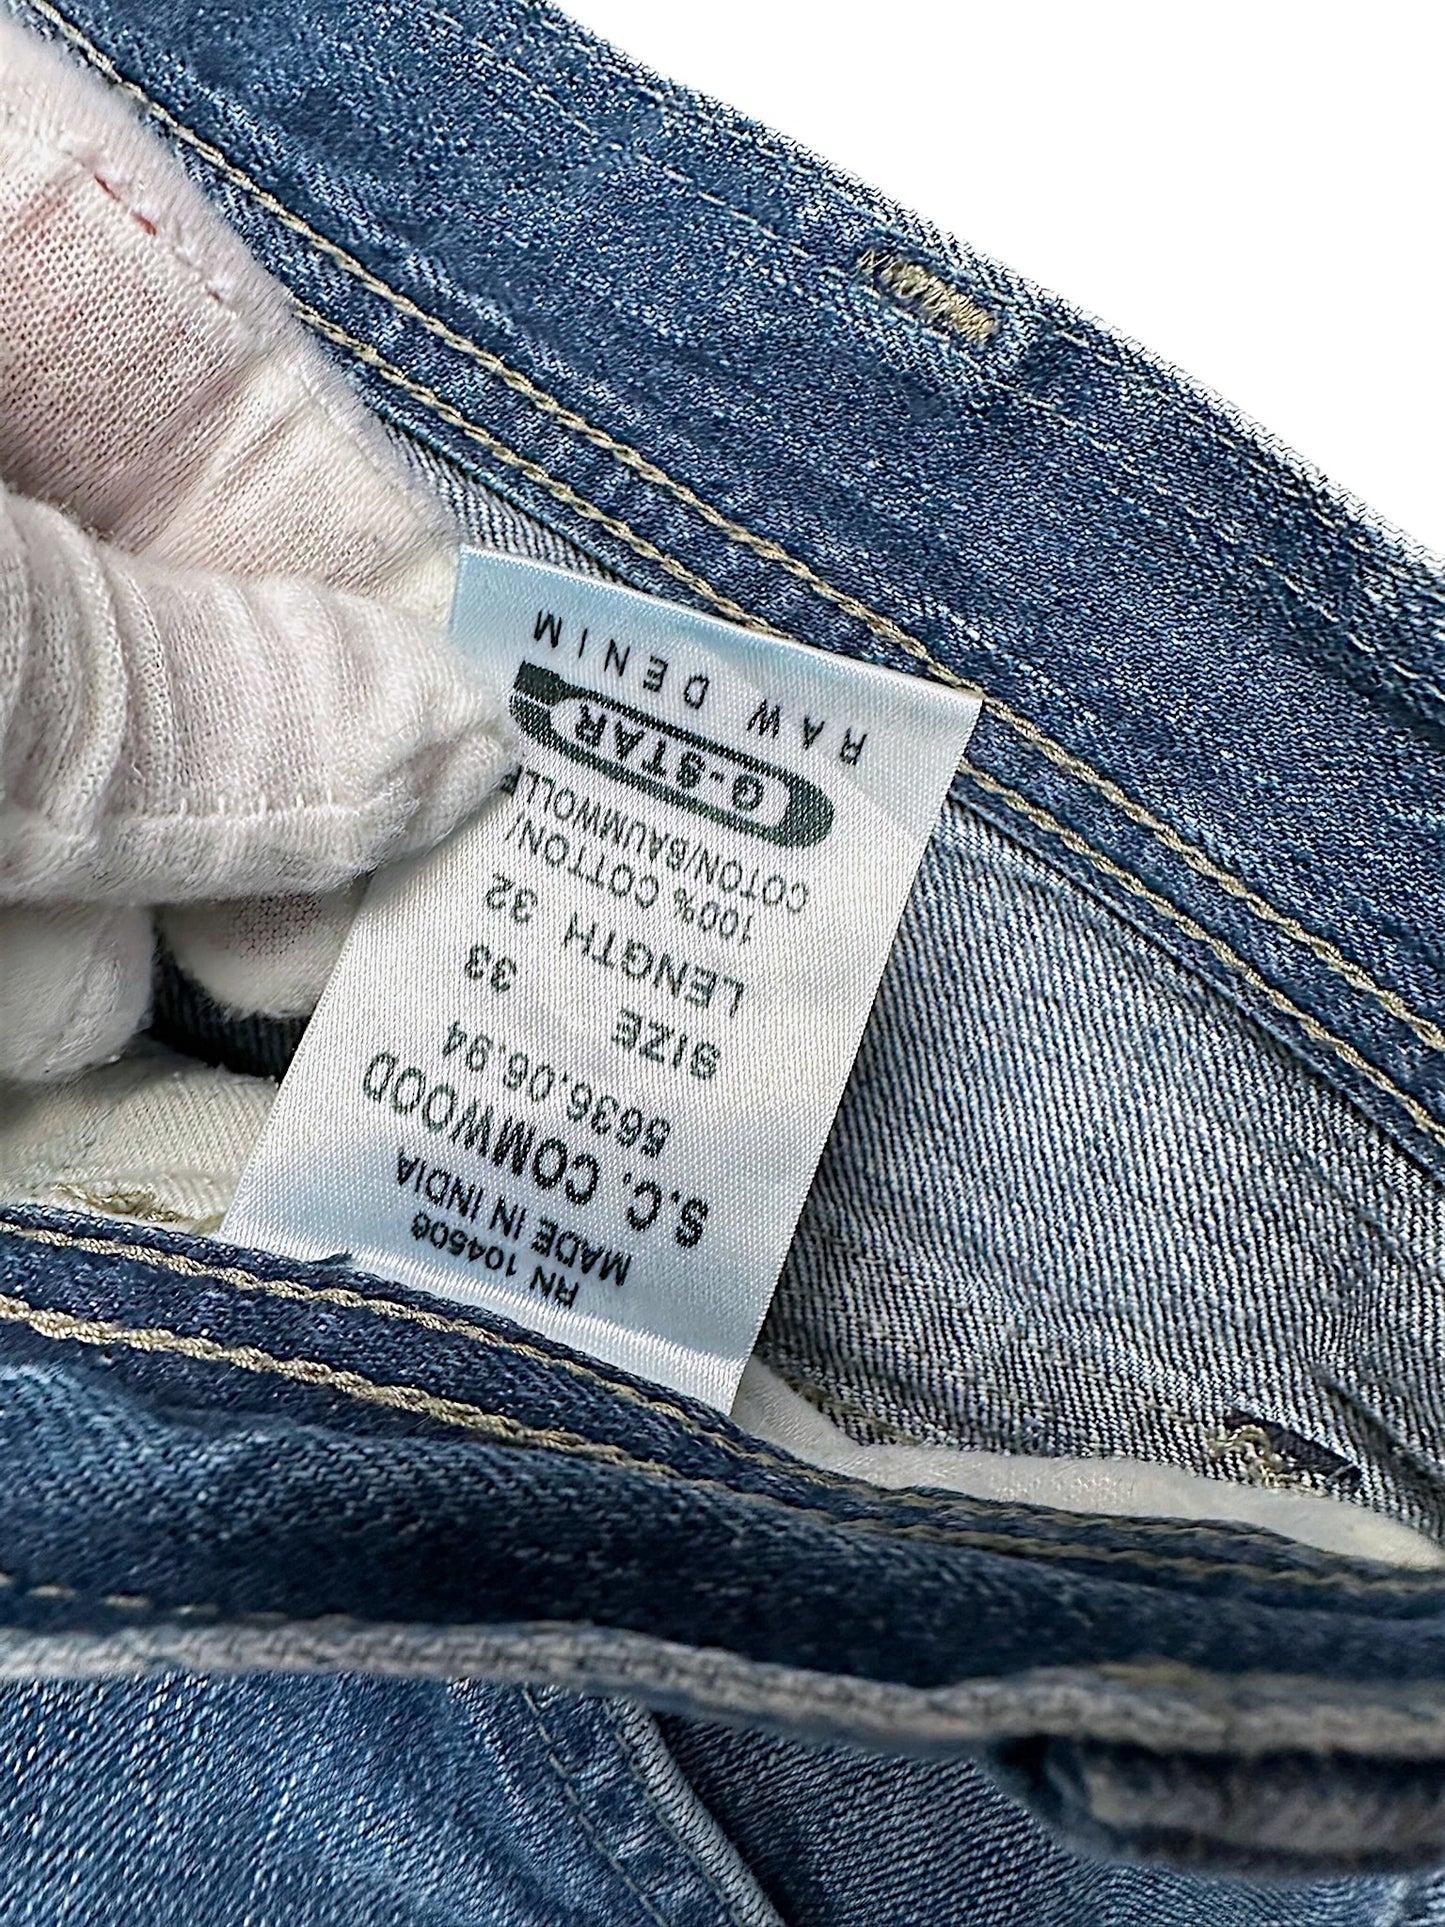 RAW DENIM
G-STAR
COTON/BAUMWOLLE
100% COTTON/
LENGTH 32
SIZE 33
5636.06.94
S.C. COMWOOD
MADE IN INDIA
RN 104506